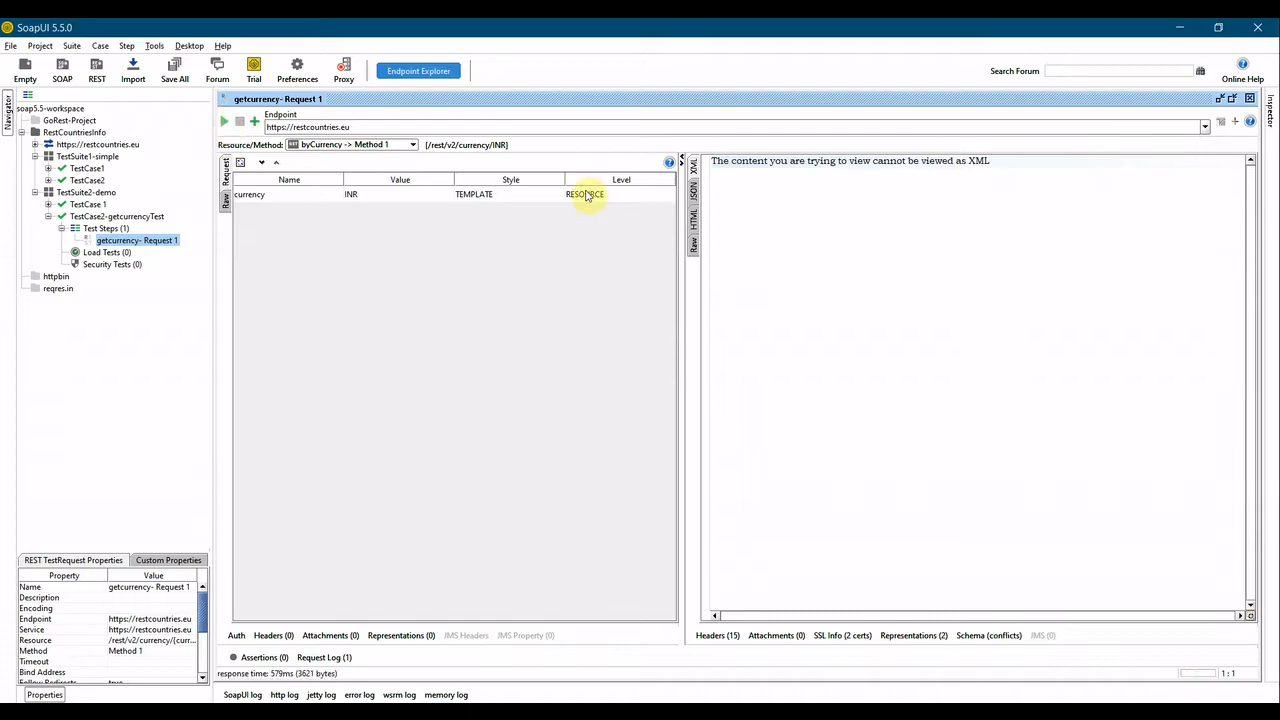 SoapUI 5.5.0
File Project Suite Case Step Tools Desktop Help
Empty SOAP REST Import Save All Forum Trial Preferences Proxy Endpoint Explorer Search Forum Online Help
Navigator
soap5.5-workspace
GoRest-Project
RestCountriesInfo
https://restcountries.eu
TestSuite1-simple
TestCase1
TestCase2
TestSuite2-demo
TestCase 1
TestCase2-getcurrencyTest
Test Steps (1)
getcurrency- Request 1
Load Tests (0)
Security Tests (0)
httpbin
reqres.in
REST TestRequest Properties Custom Properties
Property Value
Name getcurrency- Request 1
Description
Encoding
Endpoint https://restcountries.eu
Service https://restcountries.eu
Resource /rest/v2/currency/{curr...
Method Method 1
Timeout
Bind Address
Follow Redirects true
Properties
getcurrency- Request 1
Endpoint
https://restcountries.eu
Resource/Method: byCurrency -> Method 1 [/rest/v2/currency/INR]
Request
Raw
Name Value Style Level
currency INR TEMPLATE RESOURCE
Auth Headers (0) Attachments (0) Representations (0) JMS Headers JMS Property (0)
XML
JSON
HTML
Raw
The content you are trying to view cannot be viewed as XML
Headers (15) Attachments (0) SSL Info (2 certs) Representations (2) Schema (conflicts) JMS (0)
Assertions (0) Request Log (1)
response time: 579ms (3621 bytes)
1 : 1
SoapUI log http log jetty log error log wsrm log memory log
Inspector